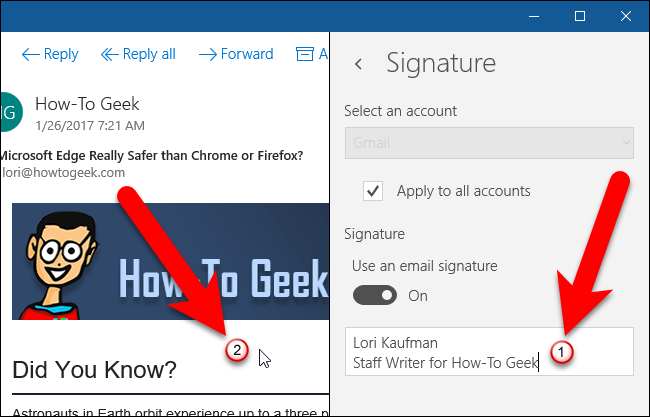 Reply
Reply all
Forward
A
NG
How-To Geek
1/26/2017 7:21 AM
Microsoft Edge Really Safer than Chrome or Firefox?
lori@howtogeek.com
How-To Geek
2
Did You Know?
Astronauts in Earth orbit experience up to a three p
Signature
Select an account
Gmail
Apply to all accounts
Signature
Use an email signature
On
Lori Kaufman
Staff Writer for How-To Geek
1